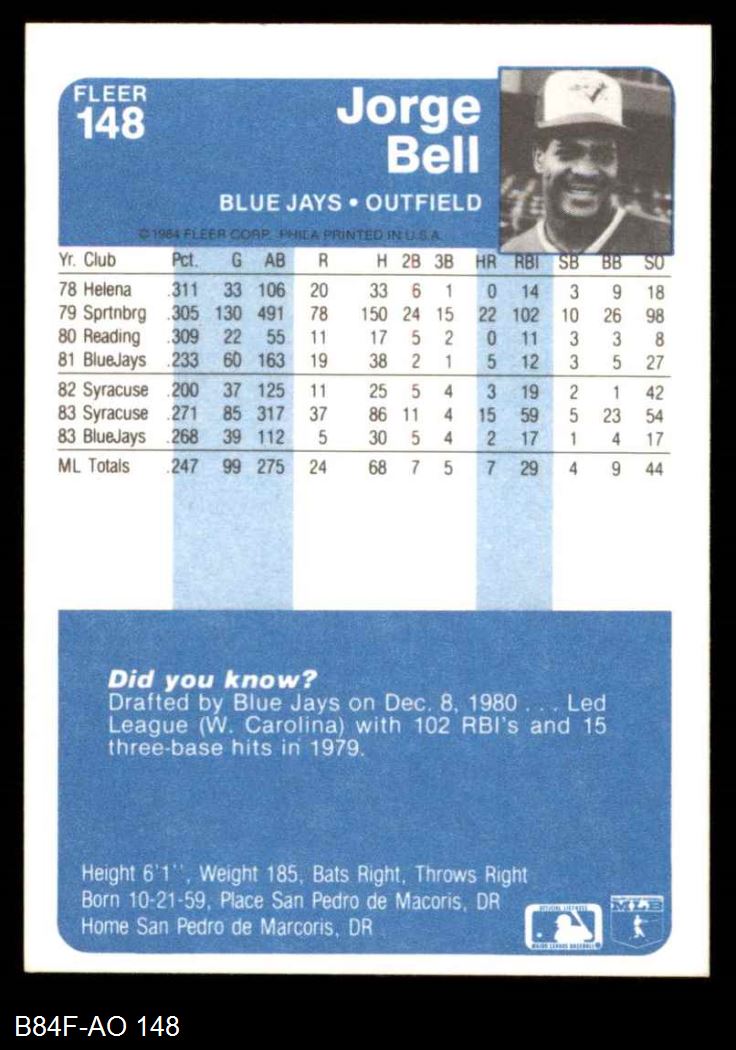 FLEER
148
Jorge
Bell
BLUE JAYS • OUTFIELD
© 1984 FLEER CORP. PHILA PRINTED IN U.S.A.
Yr. Club Pct. G AB R H 2B 3B HR RBI SB BB SO
78 Helena .311 33 106 20 33 6 1 0 14 3 9 18
79 Sprtnbrg .305 130 491 78 150 24 15 22 102 10 26 98
80 Reading .309 22 55 11 17 5 2 0 11 3 3 8
81 BlueJays .233 60 163 19 38 2 1 5 12 3 5 27
82 Syracuse .200 37 125 11 25 5 4 3 19 2 1 42
83 Syracuse .271 85 317 37 86 11 4 15 59 5 23 54
83 BlueJays .268 39 112 5 30 5 4 2 17 1 4 17
ML Totals .247 99 275 24 68 7 5 7 29 4 9 44
Did you know?
Drafted by Blue Jays on Dec. 8, 1980 . . . Led
League (W. Carolina) with 102 RBI's and 15
three-base hits in 1979.
Height 6'1'', Weight 185, Bats Right, Throws Right
Born 10-21-59, Place San Pedro de Macoris, DR
Home San Pedro de Marcoris, DR
OFFICIAL LICENSEE
MAJOR LEAGUE BASEBALL
MLB
B84F-AO 148